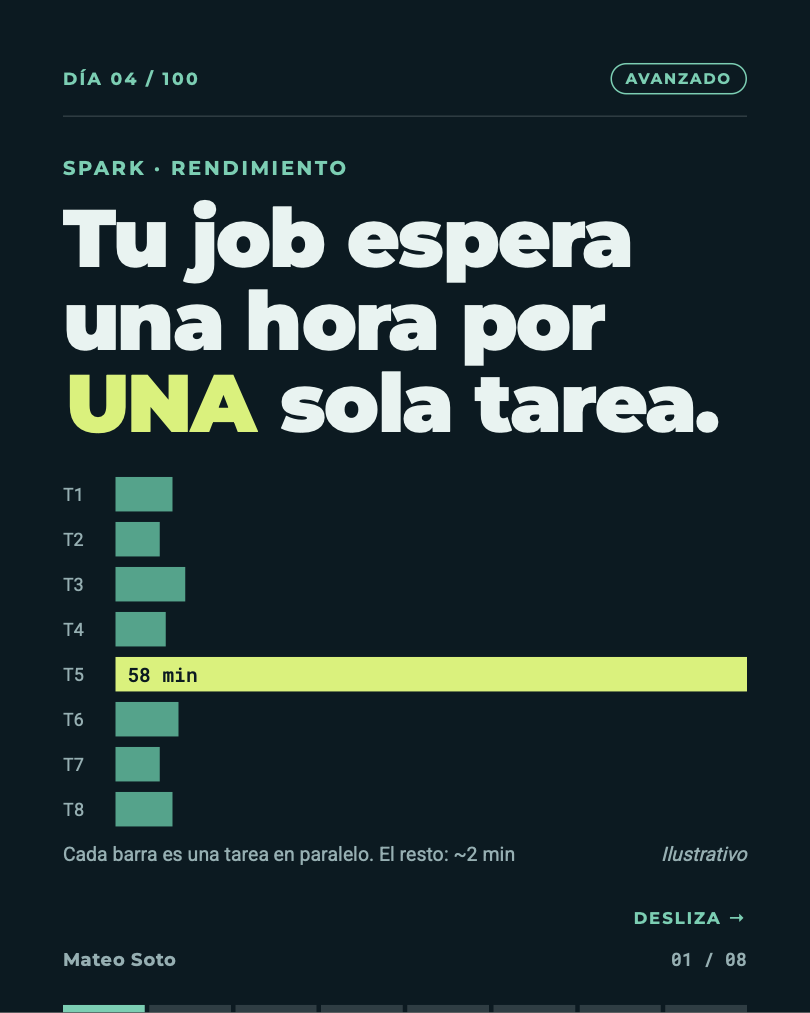 DÍA 04 / 100
AVANZADO
SPARK · RENDIMIENTO
Tu job espera
una hora por
UNA sola tarea.
T1
T2
T3
T4
T5 58 min
T6
T7
T8
Cada barra es una tarea en paralelo. El resto: ~2 min
Ilustrativo
DESLIZA →
Mateo Soto
01 / 08